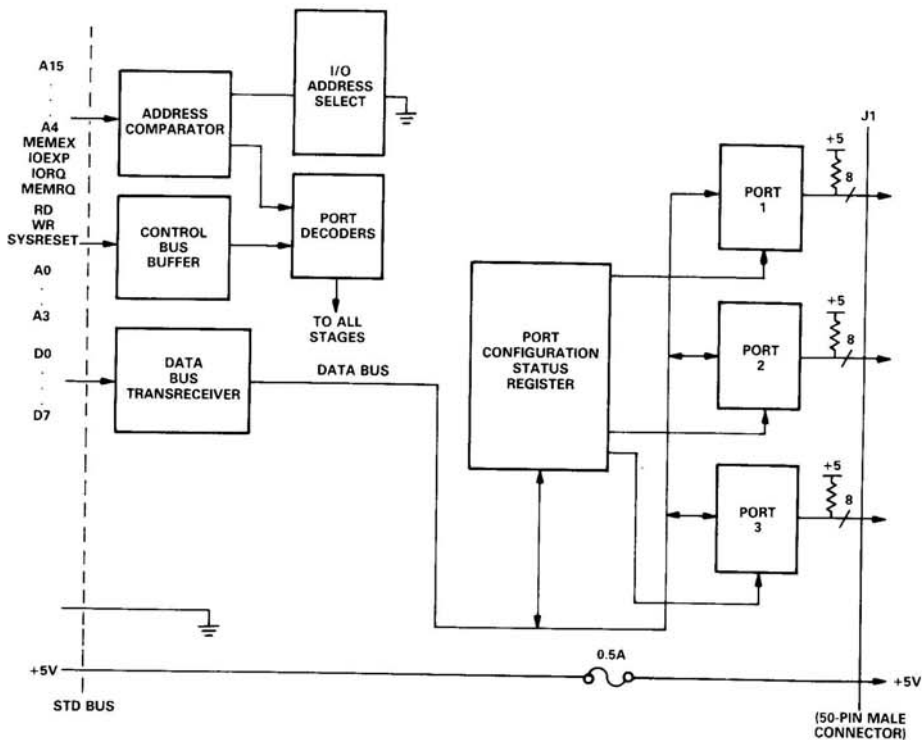 A15
A4
MEMEX
IOEXP
IORQ
MEMRQ
RD
WR
SYSRESET
A0
A3
D0
D7
ADDRESS
COMPARATOR
I/O
ADDRESS
SELECT
CONTROL
BUS
BUFFER
PORT
DECODERS
TO ALL
STAGES
DATA
BUS
TRANSRECEIVER
DATA BUS
PORT
CONFIGURATION
STATUS
REGISTER
PORT
1
+5
8
PORT
2
+5
8
PORT
3
+5
8
J1
+5V
0.5A
+5V
STD BUS
(50-PIN MALE
CONNECTOR)